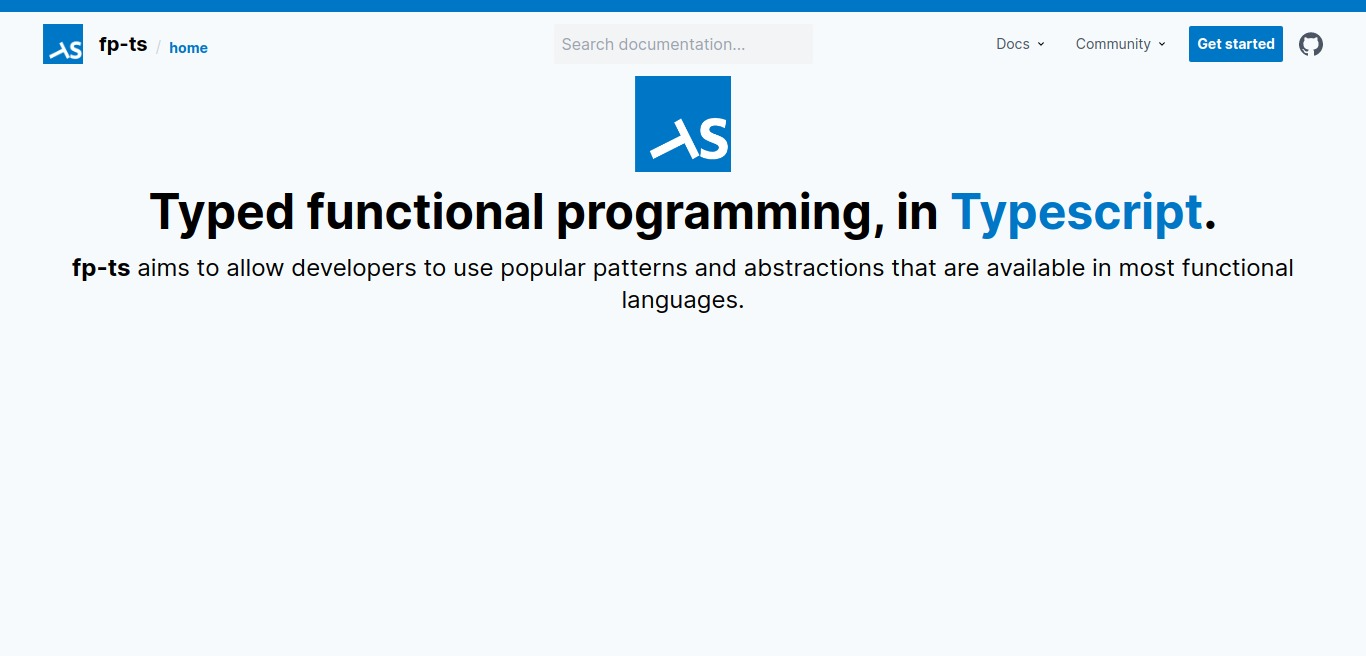 fp-ts / home
Search documentation...
Docs
Community
Get started
Typed functional programming, in Typescript.
fp-ts aims to allow developers to use popular patterns and abstractions that are available in most functional
languages.